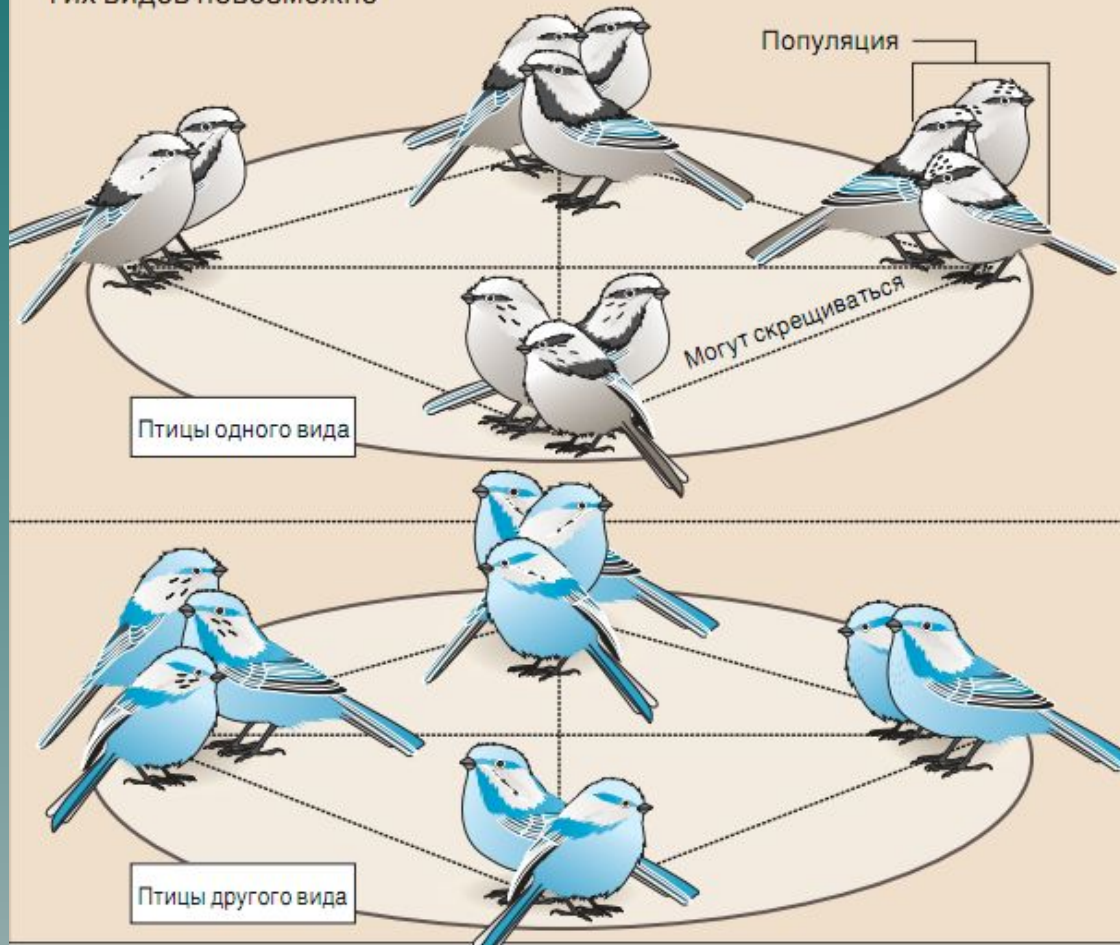 Популяция
Могут скрещиваться
Птицы одного вида
Птицы другого вида